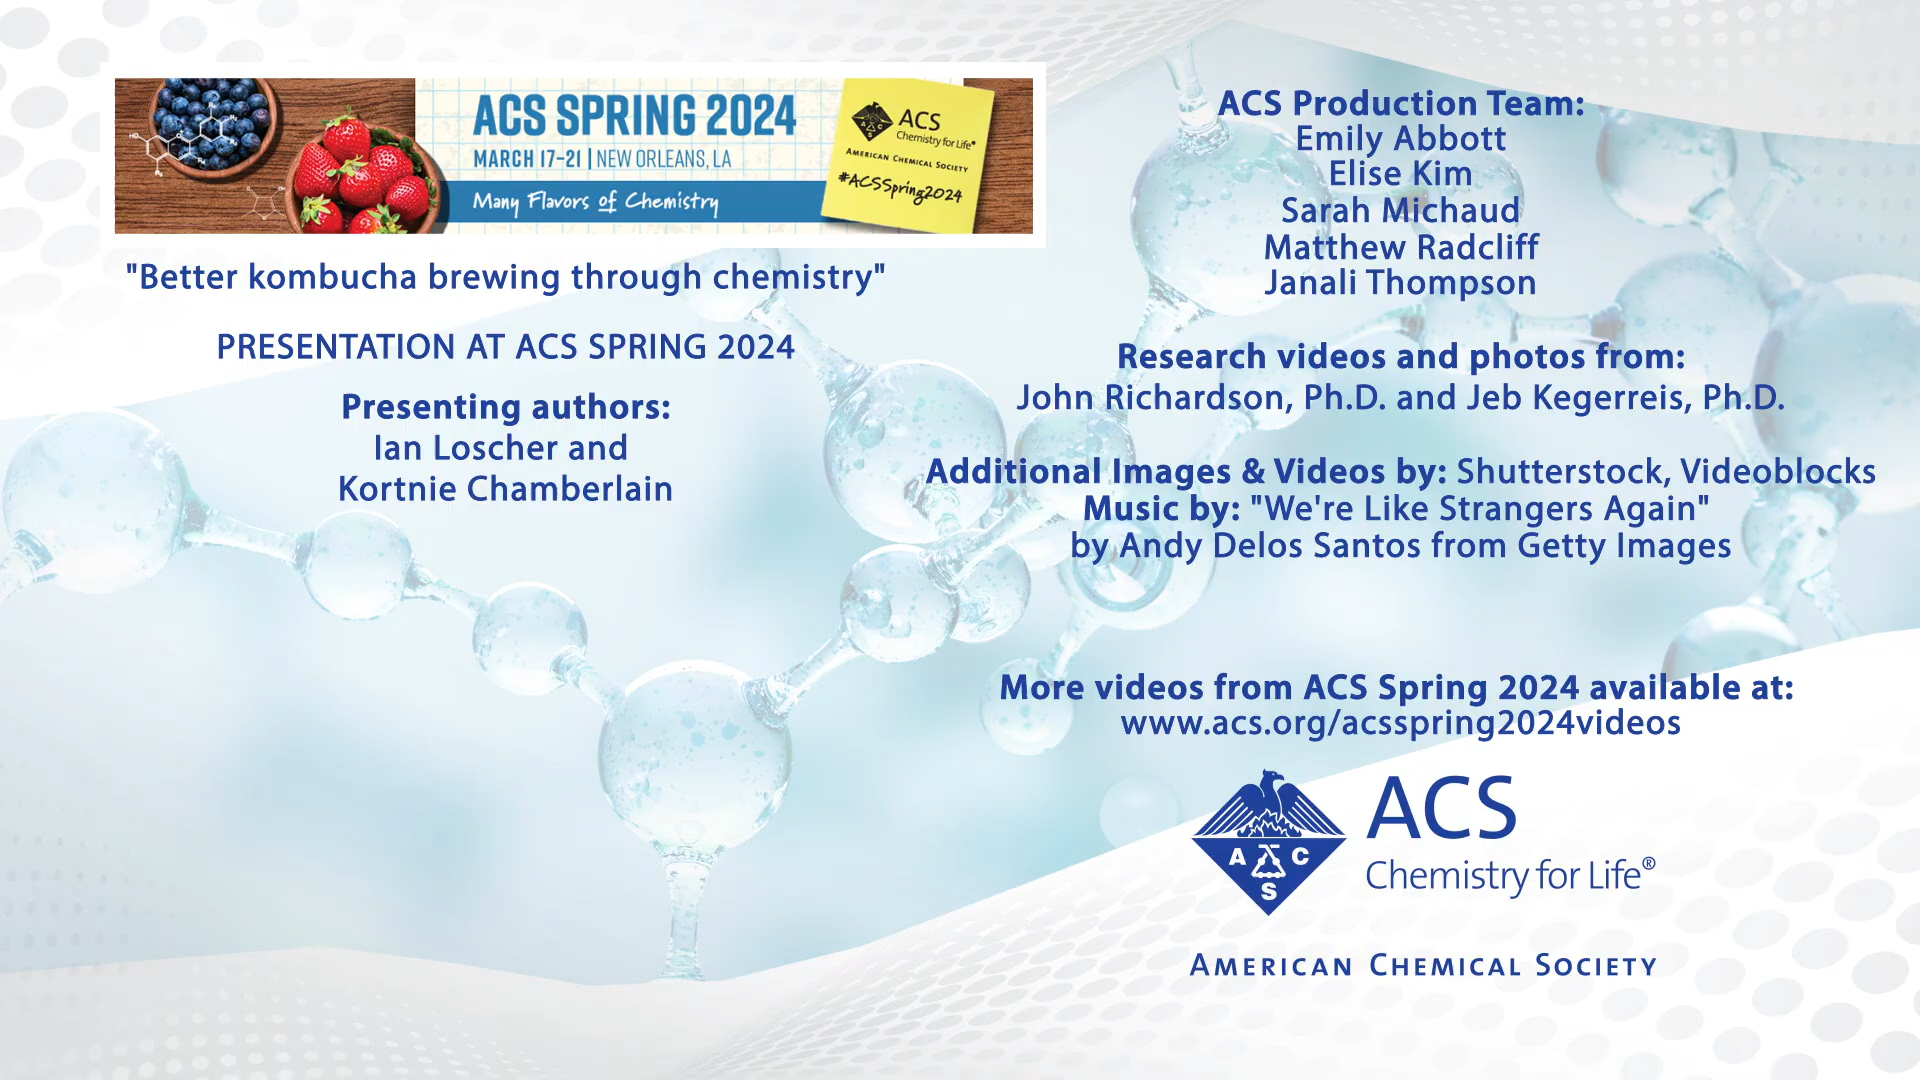 ACS SPRING 2024
MARCH 17-21 | NEW ORLEANS, LA
Many Flavors of Chemistry
ACS
Chemistry for Life®
AMERICAN CHEMICAL SOCIETY
#ACSSpring2024
"Better kombucha brewing through chemistry"
PRESENTATION AT ACS SPRING 2024
Presenting authors:
Ian Loscher and
Kortnie Chamberlain
ACS Production Team:
Emily Abbott
Elise Kim
Sarah Michaud
Matthew Radcliff
Janali Thompson
Research videos and photos from:
John Richardson, Ph.D. and Jeb Kegerreis, Ph.D.
Additional Images & Videos by: Shutterstock, Videoblocks
Music by: "We're Like Strangers Again"
by Andy Delos Santos from Getty Images
More videos from ACS Spring 2024 available at:
www.acs.org/acsspring2024videos
A C
S
ACS
Chemistry for Life®
AMERICAN CHEMICAL SOCIETY